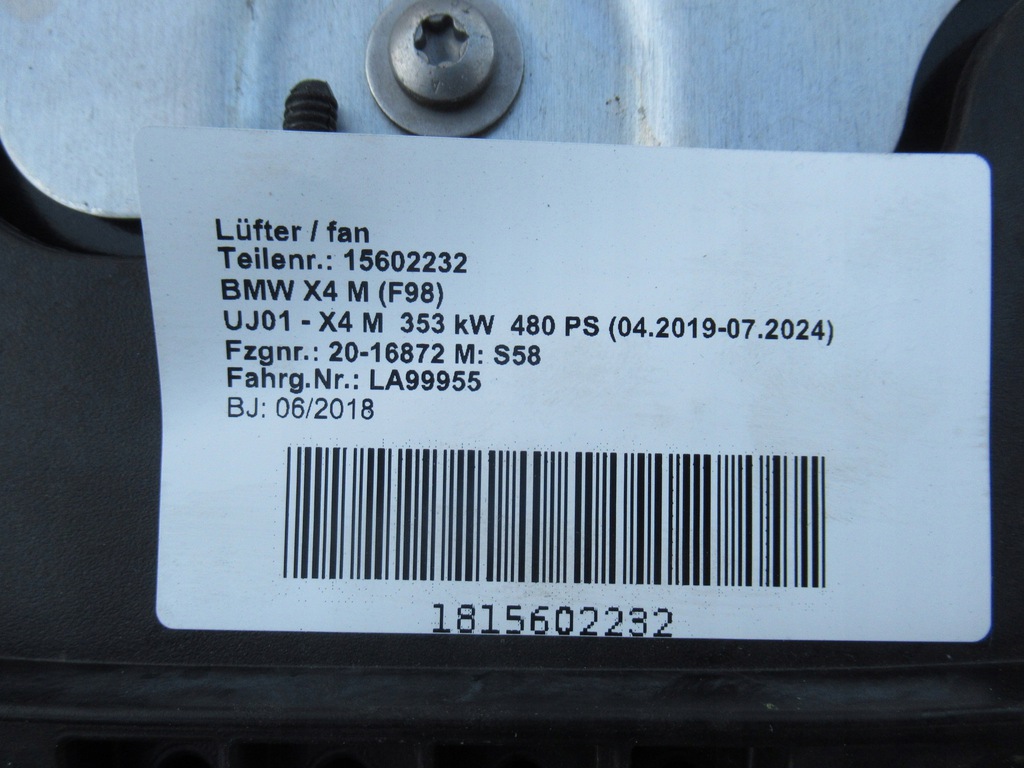 Lüfter / fan
Teilenr.: 15602232
BMW X4 M (F98)
UJ01 - X4 M 353 kW 480 PS (04.2019-07.2024)
Fzgnr.: 20-16872 M: S58
Fahrg.Nr.: LA99955
BJ: 06/2018
1815602232